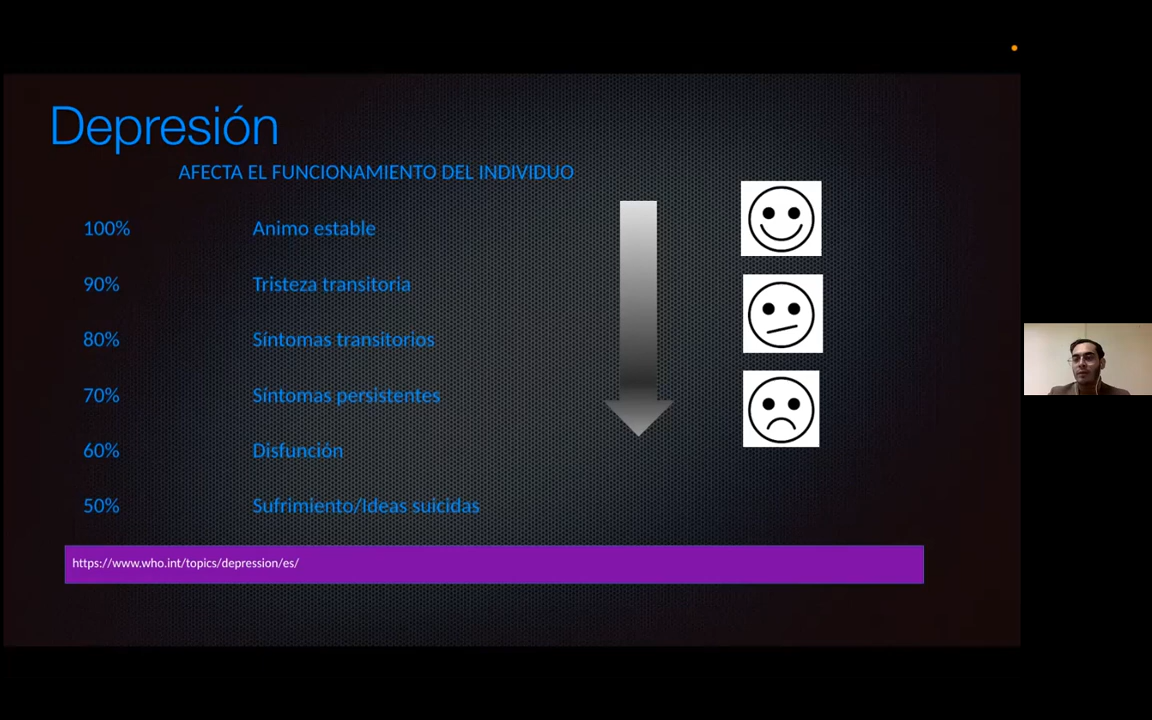 Depresión
AFECTA EL FUNCIONAMIENTO DEL INDIVIDUO
100% Animo estable
90% Tristeza transitoria
80% Síntomas transitorios
70% Síntomas persistentes
60% Disfunción
50% Sufrimiento/Ideas suicidas
https://www.who.int/topics/depression/es/